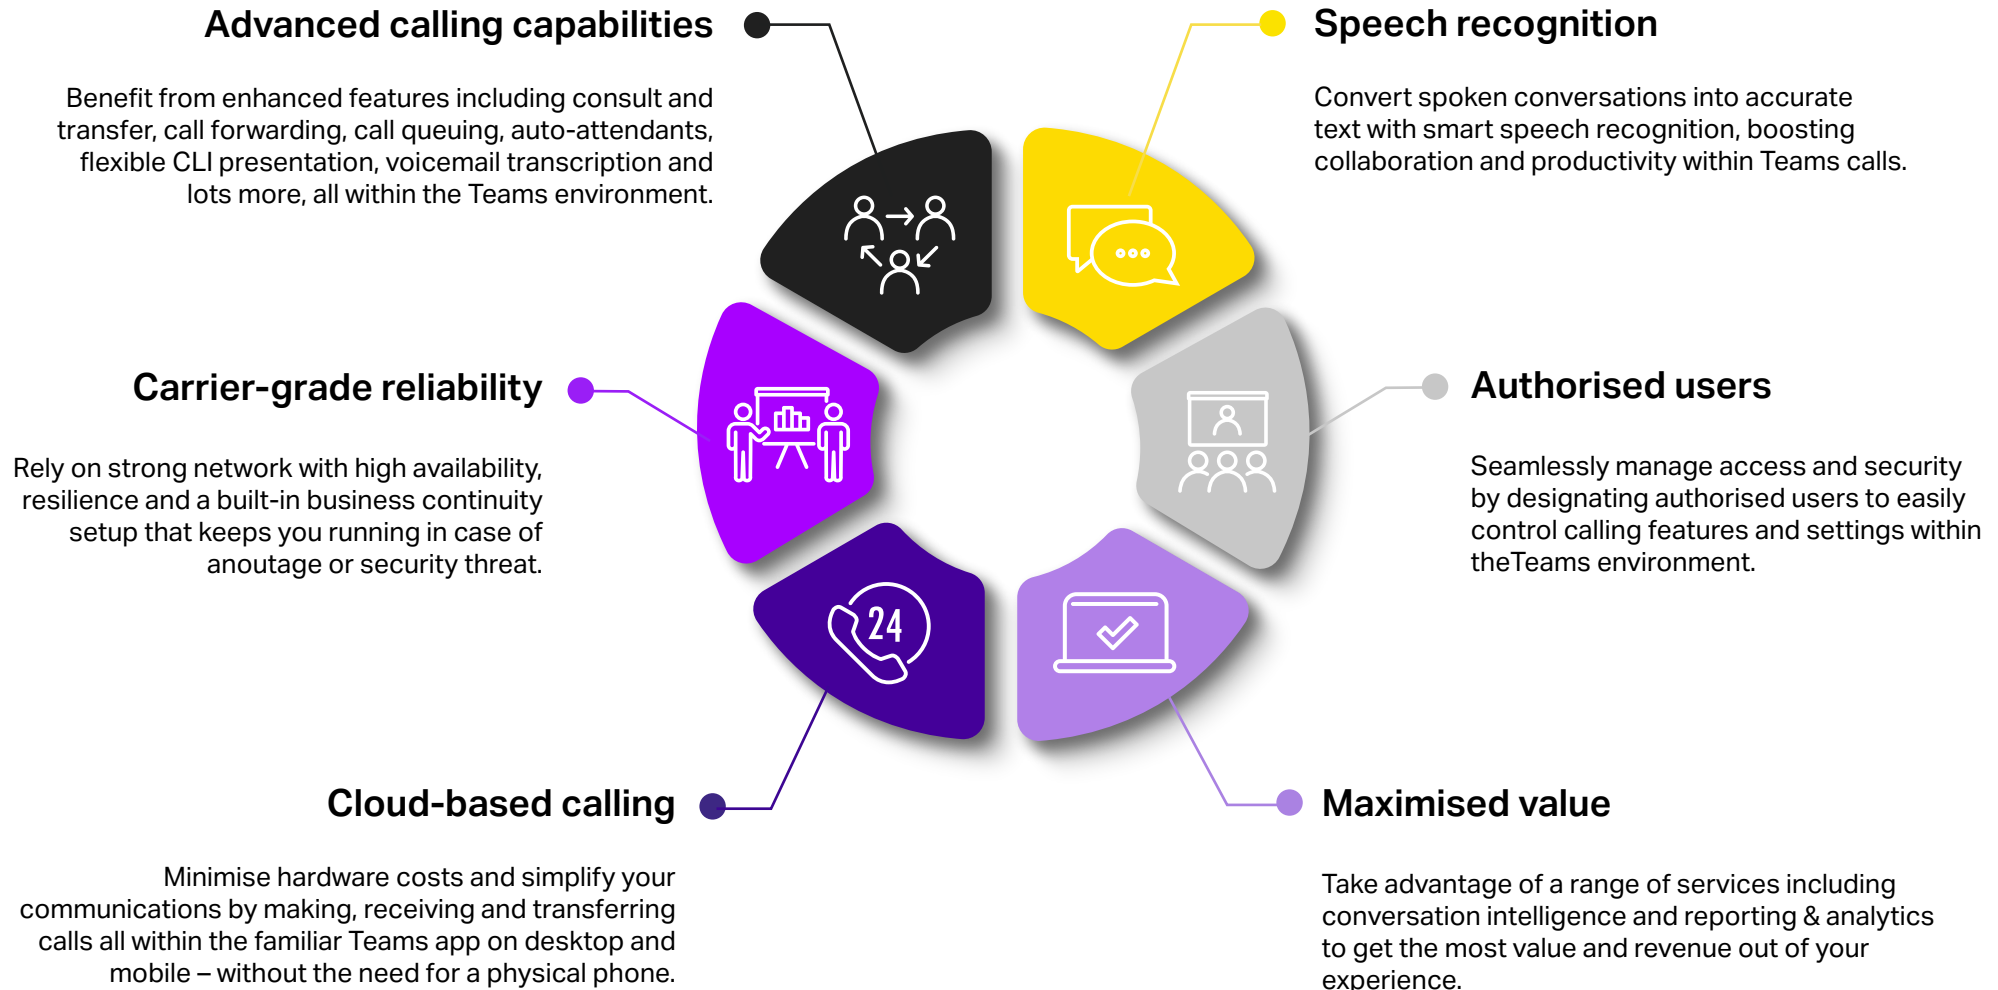 Advanced calling capabilities
Benefit from enhanced features including consult and
transfer, call forwarding, call queuing, auto-attendants,
flexible CLI presentation, voicemail transcription and
lots more, all within the Teams environment.
Speech recognition
Convert spoken conversations into accurate
text with smart speech recognition, boosting
collaboration and productivity within Teams calls.
Carrier-grade reliability
Rely on strong network with high availability,
resilience and a built-in business continuity
setup that keeps you running in case of
anoutage or security threat.
Authorised users
Seamlessly manage access and security
by designating authorised users to easily
control calling features and settings within
theTeams environment.
24
Cloud-based calling
Minimise hardware costs and simplify your
communications by making, receiving and transferring
calls all within the familiar Teams app on desktop and
mobile – without the need for a physical phone.
Maximised value
Take advantage of a range of services including
conversation intelligence and reporting & analytics
to get the most value and revenue out of your
experience.